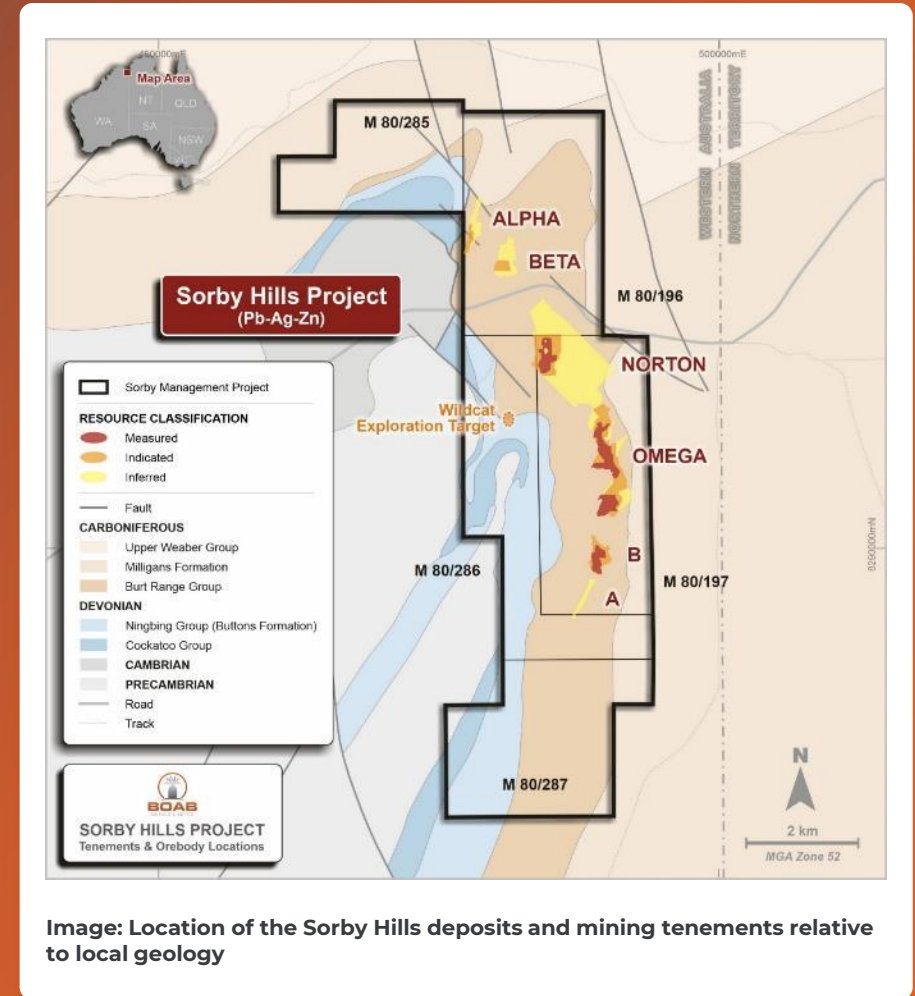 480000mE
500000mE
Map Area
NT
QLD
WA
SA
NSW
WESTERN AUSTRALIA
NORTHERN TERRITORY
M 80/285
ALPHA
BETA
Sorby Hills Project
(Pb-Ag-Zn)
M 80/196
NORTON
Sorby Management Project
RESOURCE CLASSIFICATION
Measured
Indicated
Inferred
Fault
CARBONIFEROUS
Upper Weaber Group
Milligans Formation
Burt Range Group
DEVONIAN
Ningbing Group (Buttons Formation)
Cockatoo Group
CAMBRIAN
PRECAMBRIAN
Road
Track
Wildcat
Exploration Target
OMEGA
8290000mN
B
M 80/286
M 80/197
A
BOAB
SORBY HILLS PROJECT
Tenements & Orebody Locations
M 80/287
N
2 km
MGA Zone 52
Image: Location of the Sorby Hills deposits and mining tenements relative
to local geology